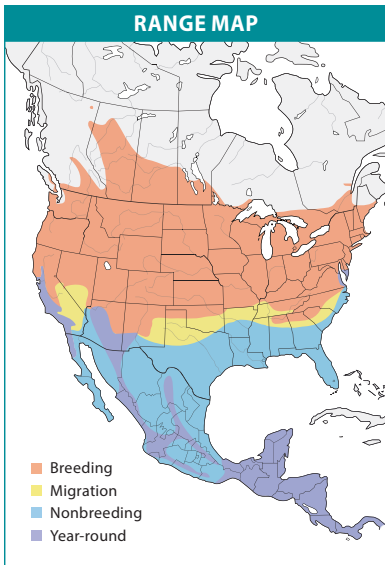 RANGE MAP
Breeding
Migration
Nonbreeding
Year-round